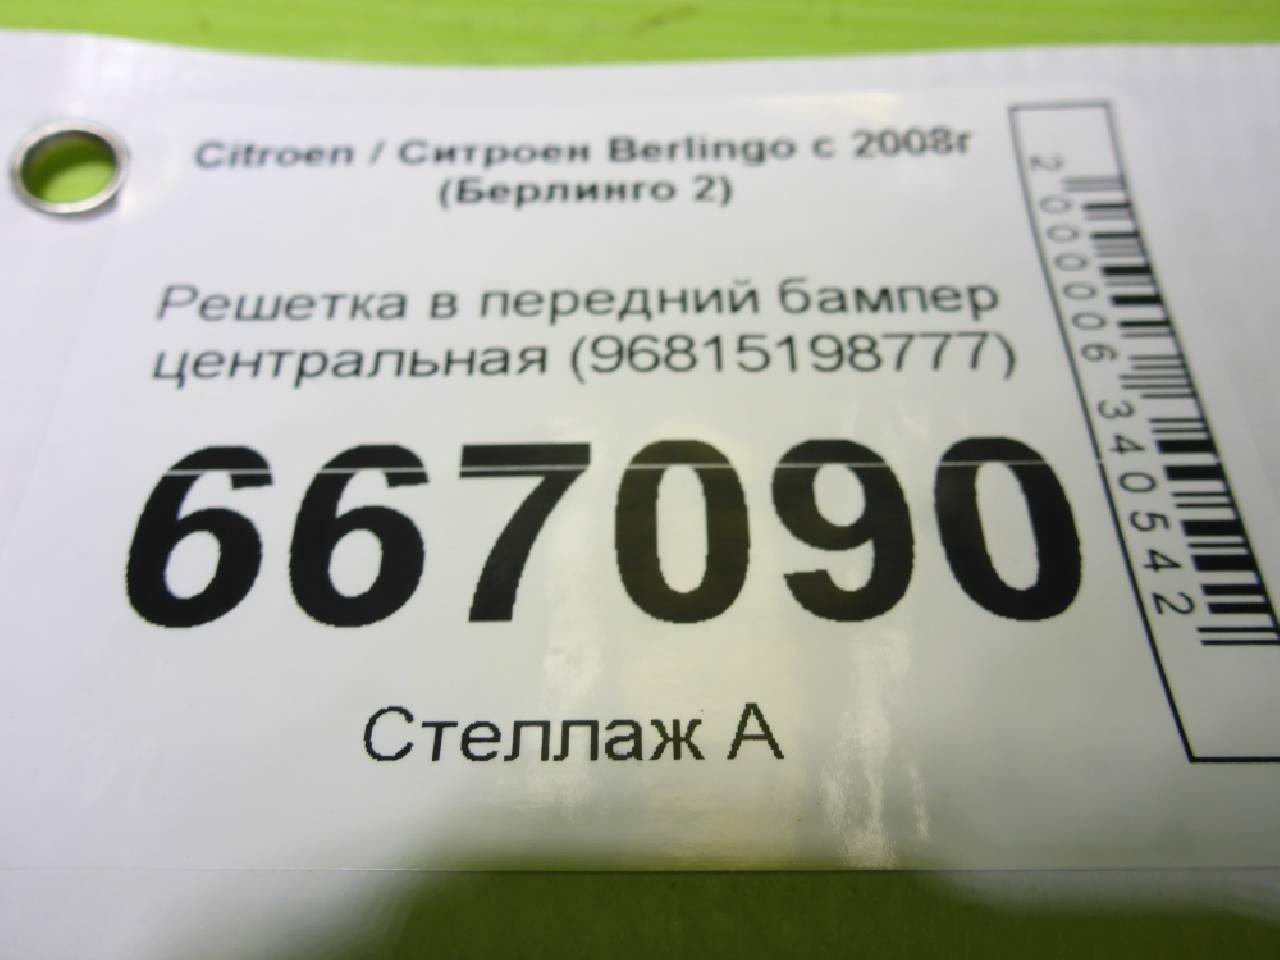 Citroen / Ситроен Berlingo с 2008г
(Берлинго 2)
Решетка в передний бампер
центральная (96815198777)
667090
Стеллаж А
2000006340542